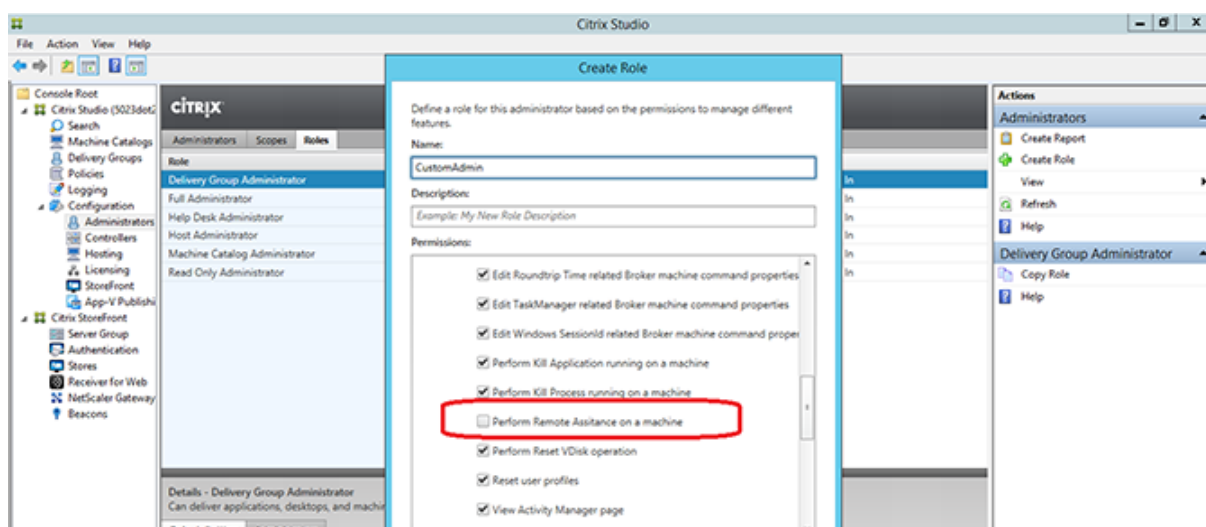 Citrix Studio
File Action View Help
Console Root
Citrix Studio (5023dot2
Search
Machine Catalogs
Delivery Groups
Policies
Logging
Configuration
Administrators
Controllers
Hosting
Licensing
StoreFront
App-V Publishi
Citrix StoreFront
Server Group
Authentication
Stores
Receiver for Web
NetScaler Gateway
Beacons
CITRIX
Administrators Scopes Roles
Role
Delivery Group Administrator
Full Administrator
Help Desk Administrator
Host Administrator
Machine Catalog Administrator
Read Only Administrator
Details - Delivery Group Administrator
Can deliver applications, desktops, and machin
Create Role
Define a role for this administrator based on the permissions to manage different
features.
Name:
CustomAdmin
Description:
Example: My New Role Description
Permissions:
Edit Roundtrip Time related Broker machine command properties
Edit TaskManager related Broker machine command properties
Edit Windows SessionId related Broker machine command proper
Perform Kill Application running on a machine
Perform Kill Process running on a machine
Perform Remote Assitance on a machine
Perform Reset VDisk operation
Reset user profiles
View Activity Manager page
In
In
In
In
In
In
Actions
Administrators
Create Report
Create Role
View
Refresh
Help
Delivery Group Administrator
Copy Role
Help